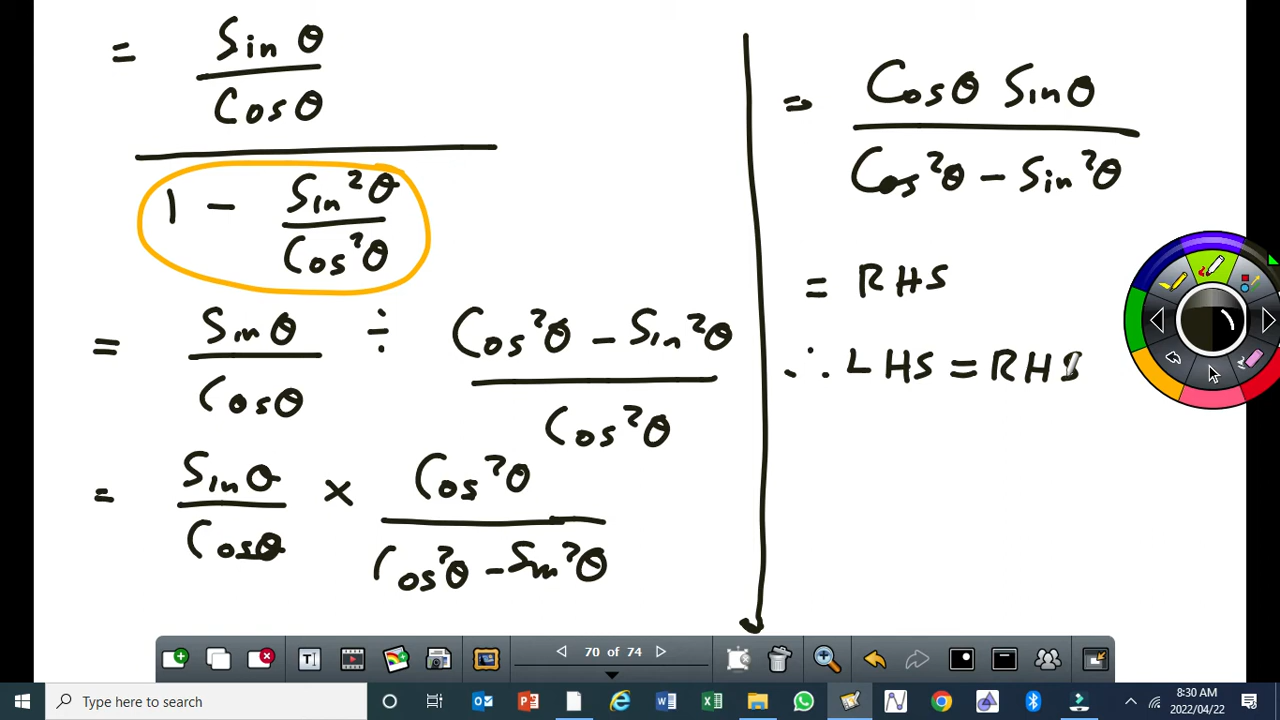 = Sin θ
Cos θ
1 - Sin²θ
Cos²θ
= Sin θ ÷ Cos²θ - Sin²θ
Cos θ Cos²θ
= Sin θ × Cos²θ
Cos θ Cos²θ - Sin²θ
= Cos θ Sin θ
Cos²θ - Sin²θ
= RHS
∴ LHS = RHS
70 of 74
Type here to search
8:30 AM
2022/04/22